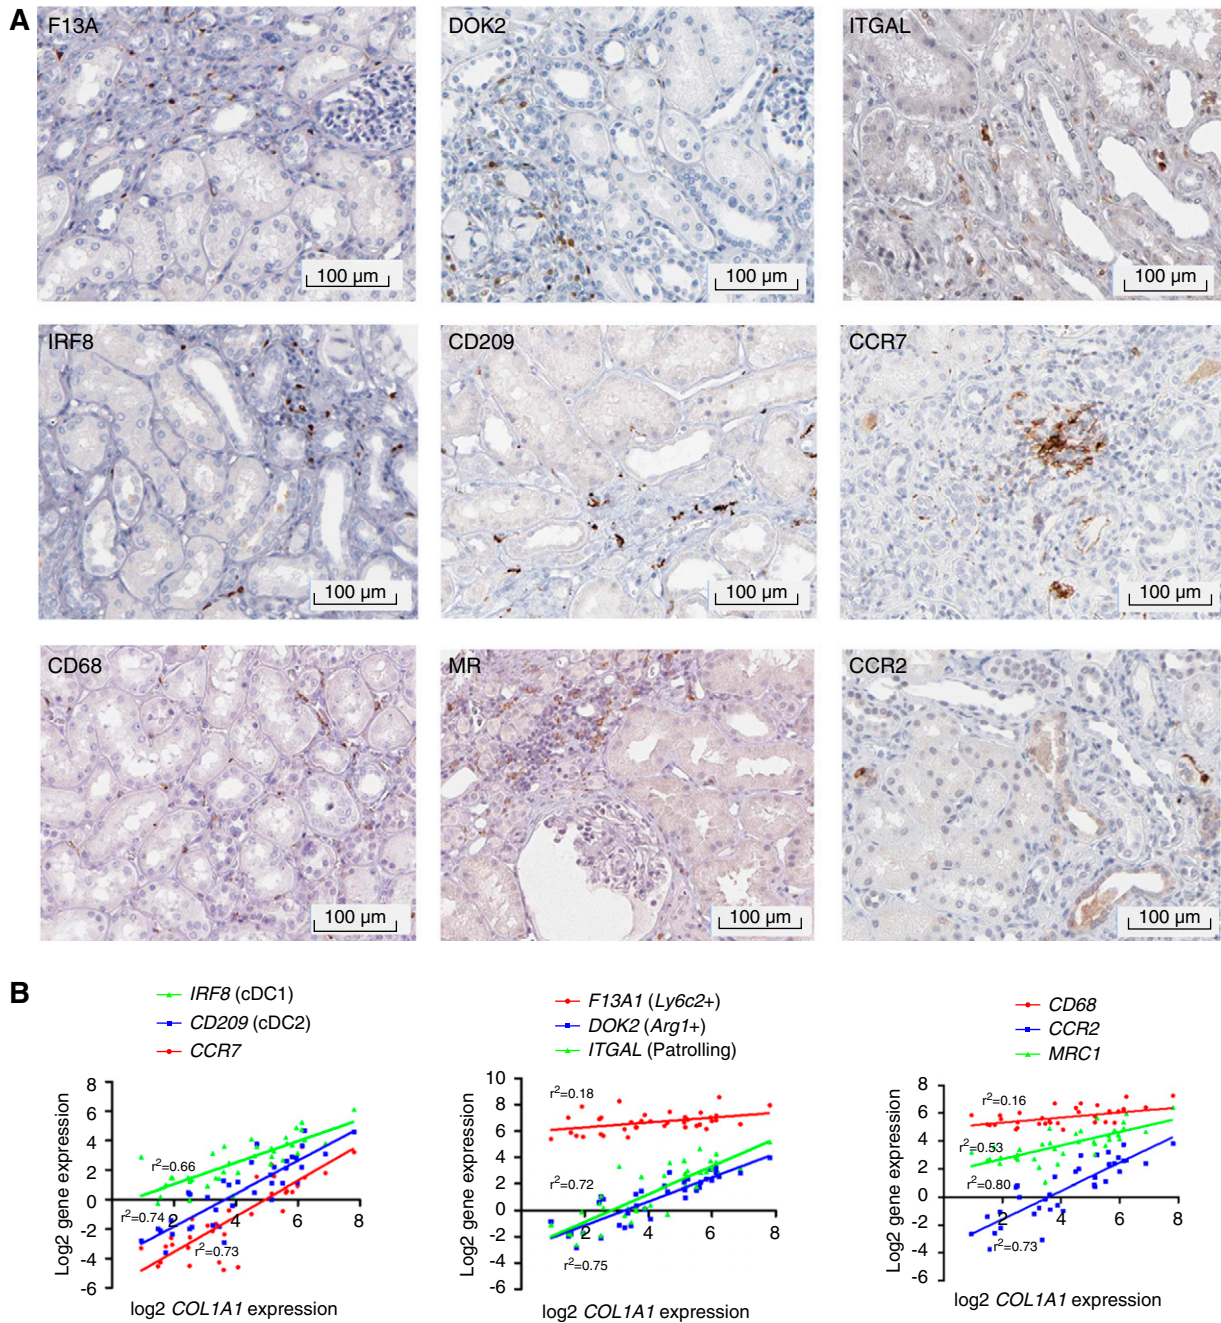 A
F13A
DOK2
ITGAL
100 µm
100 µm
100 µm
IRF8
CD209
CCR7
100 µm
100 µm
100 µm
CD68
MR
CCR2
100 µm
100 µm
100 µm
B
IRF8 (cDC1)
CD209 (cDC2)
CCR7
Log2 gene expression
8
6
4
2
0
-2
-4
-6
2
4
6
8
r²=0.66
r²=0.74
r²=0.73
log2 COL1A1 expression
F13A1 (Ly6c2+)
DOK2 (Arg1+)
ITGAL (Patrolling)
Log2 gene expression
10
8
6
4
2
0
-2
-4
-6
2
4
6
8
r²=0.18
r²=0.72
r²=0.75
log2 COL1A1 expression
CD68
CCR2
MRC1
Log2 gene expression
8
6
4
2
0
-2
-4
-6
2
4
6
8
r²=0.16
r²=0.53
r²=0.80
r²=0.73
log2 COL1A1 expression